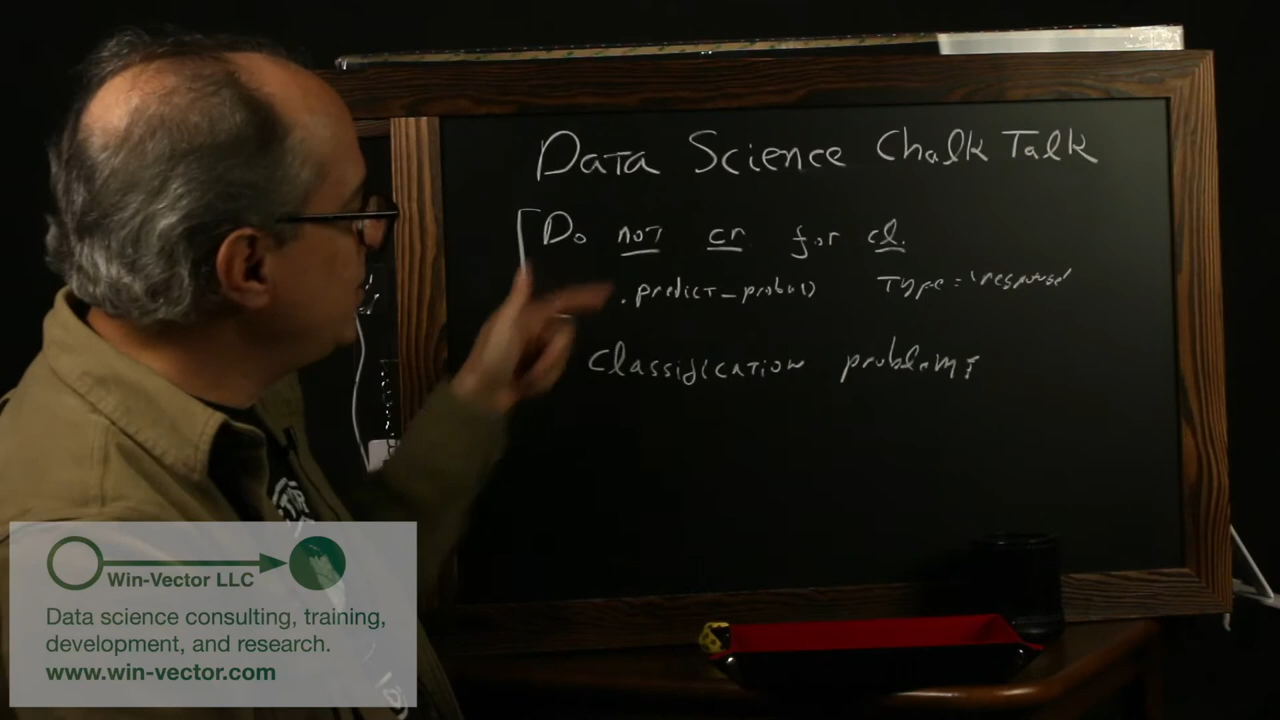 Data Science Chalk Talk
Do not cr for cl.
.predict_proba() Type='response'
Classification problems
Win-Vector LLC
Data science consulting, training,
development, and research.
www.win-vector.com